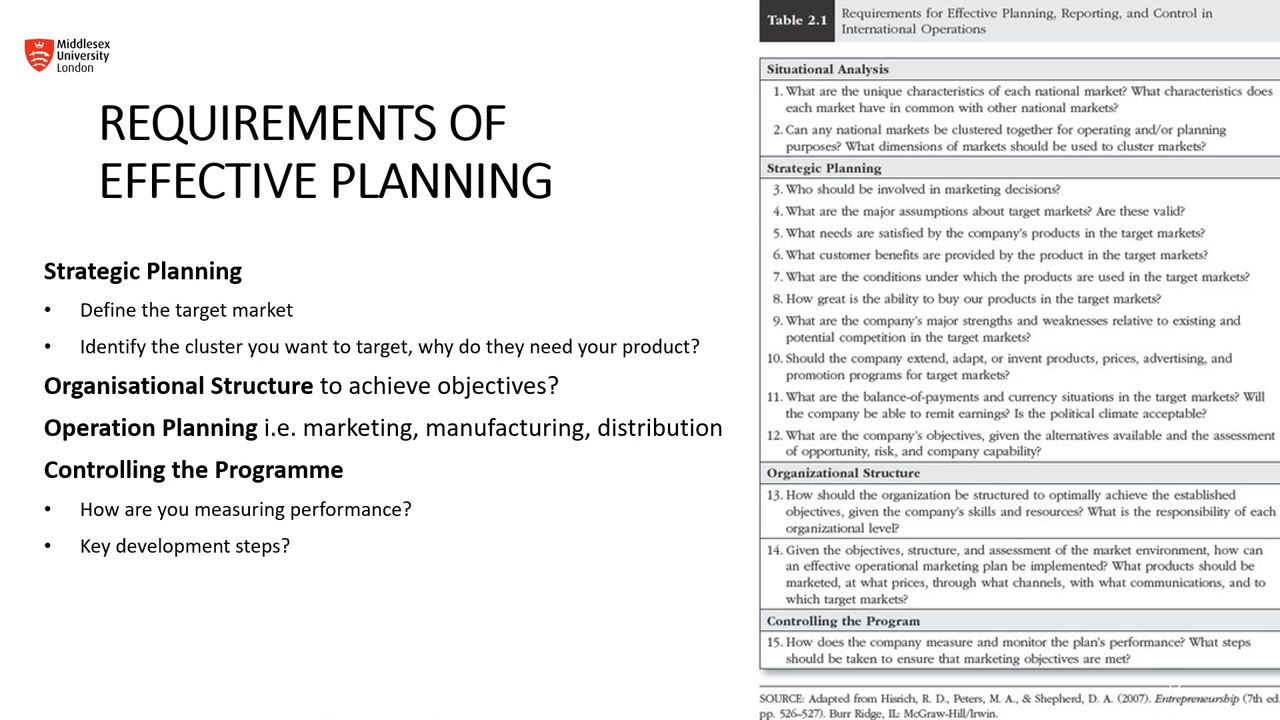 Middlesex
University
London
REQUIREMENTS OF
EFFECTIVE PLANNING
Strategic Planning
• Define the target market
• Identify the cluster you want to target, why do they need your product?
Organisational Structure to achieve objectives?
Operation Planning i.e. marketing, manufacturing, distribution
Controlling the Programme
• How are you measuring performance?
• Key development steps?
Table 2.1
Requirements for Effective Planning, Reporting, and Control in
International Operations
Situational Analysis
1. What are the unique characteristics of each national market? What characteristics does
each market have in common with other national markets?
2. Can any national markets be clustered together for operating and/or planning
purposes? What dimensions of markets should be used to cluster markets?
Strategic Planning
3. Who should be involved in marketing decisions?
4. What are the major assumptions about target markets? Are these valid?
5. What needs are satisfied by the company's products in the target markets?
6. What customer benefits are provided by the product in the target markets?
7. What are the conditions under which the products are used in the target markets?
8. How great is the ability to buy our products in the target markets?
9. What are the company's major strengths and weaknesses relative to existing and
potential competition in the target markets?
10. Should the company extend, adapt, or invent products, prices, advertising, and
promotion programs for target markets?
11. What are the balance-of-payments and currency situations in the target markets? Will
the company be able to remit earnings? Is the political climate acceptable?
12. What are the company's objectives, given the alternatives available and the assessment
of opportunity, risk, and company capability?
Organizational Structure
13. How should the organization be structured to optimally achieve the established
objectives, given the company's skills and resources? What is the responsibility of each
organizational level?
14. Given the objectives, structure, and assessment of the market environment, how can
an effective operational marketing plan be implemented? What products should be
marketed, at what prices, through what channels, with what communications, and to
which target markets?
Controlling the Program
15. How does the company measure and monitor the plan's performance? What steps
should be taken to ensure that marketing objectives are met?
SOURCE: Adapted from Hisrich, R. D., Peters, M. A., & Shepherd, D. A. (2007). Entrepreneurship (7th ed.
pp. 526–527). Burr Ridge, IL: McGraw-Hill/Irwin.